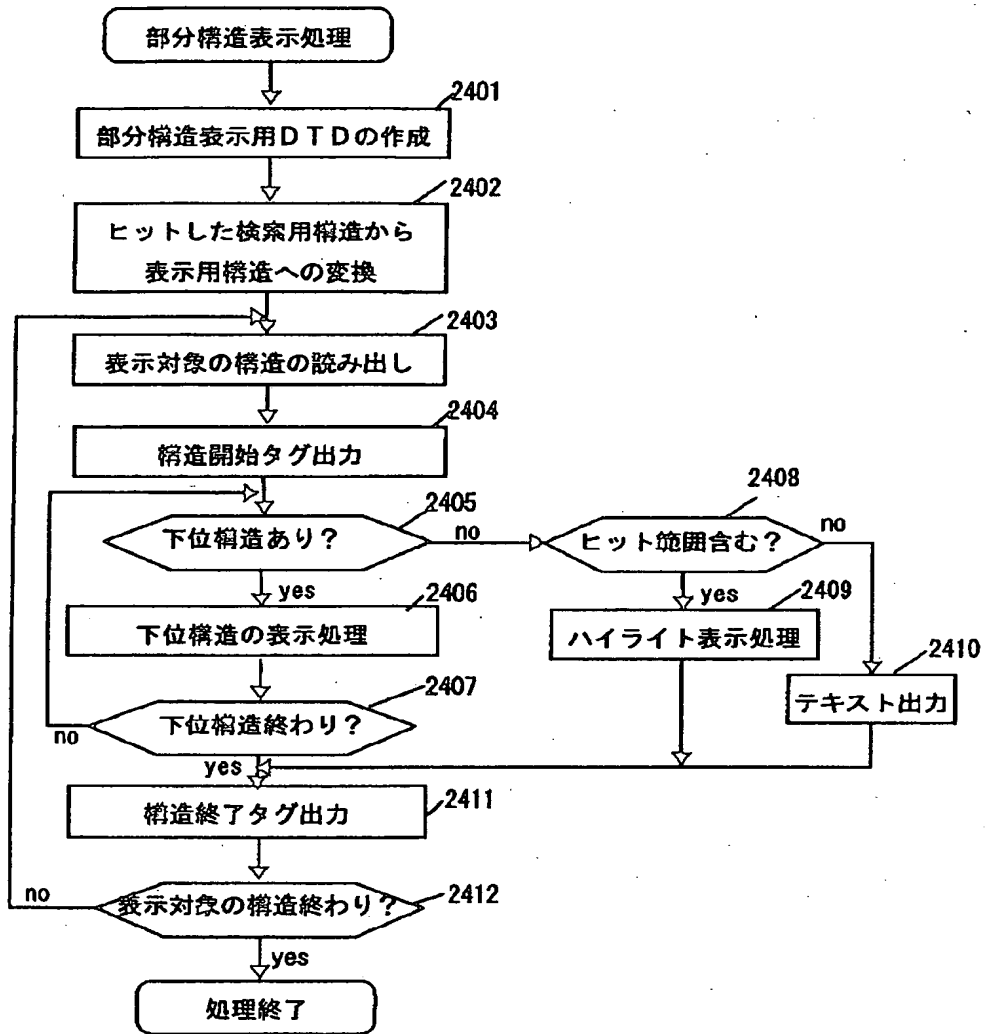 部分構造表示処理
2401
部分構造表示用DTDの作成
2402
ヒットした検索用構造から
表示用構造への変換
2403
表示対象の構造の読み出し
2404
構造開始タグ出力
2405
下位構造あり?
no
yes
2408
ヒット範囲含む?
no
yes
2406
下位構造の表示処理
2409
ハイライト表示処理
2410
テキスト出力
2407
下位構造終わり?
no
yes
2411
構造終了タグ出力
2412
表示対象の構造終わり?
no
yes
処理終了